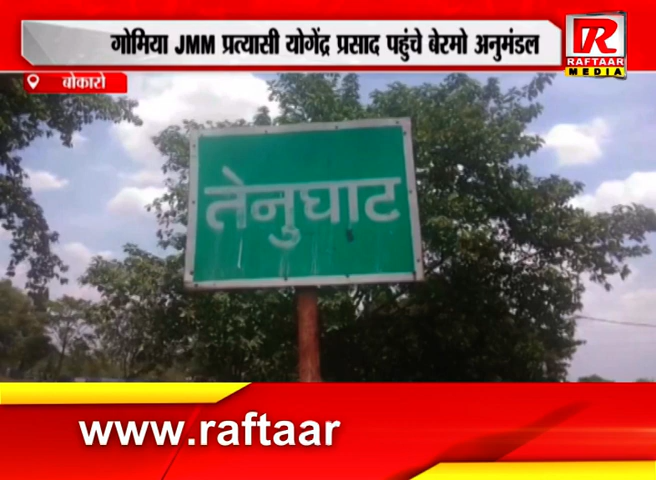 गोमिया JMM प्रत्यासी योगेंद्र प्रसाद पहुंचे बेरमो अनुमंडल
R
RAFTAAR
MEDIA
बोकारो
तेनुघाट
www.raftaar